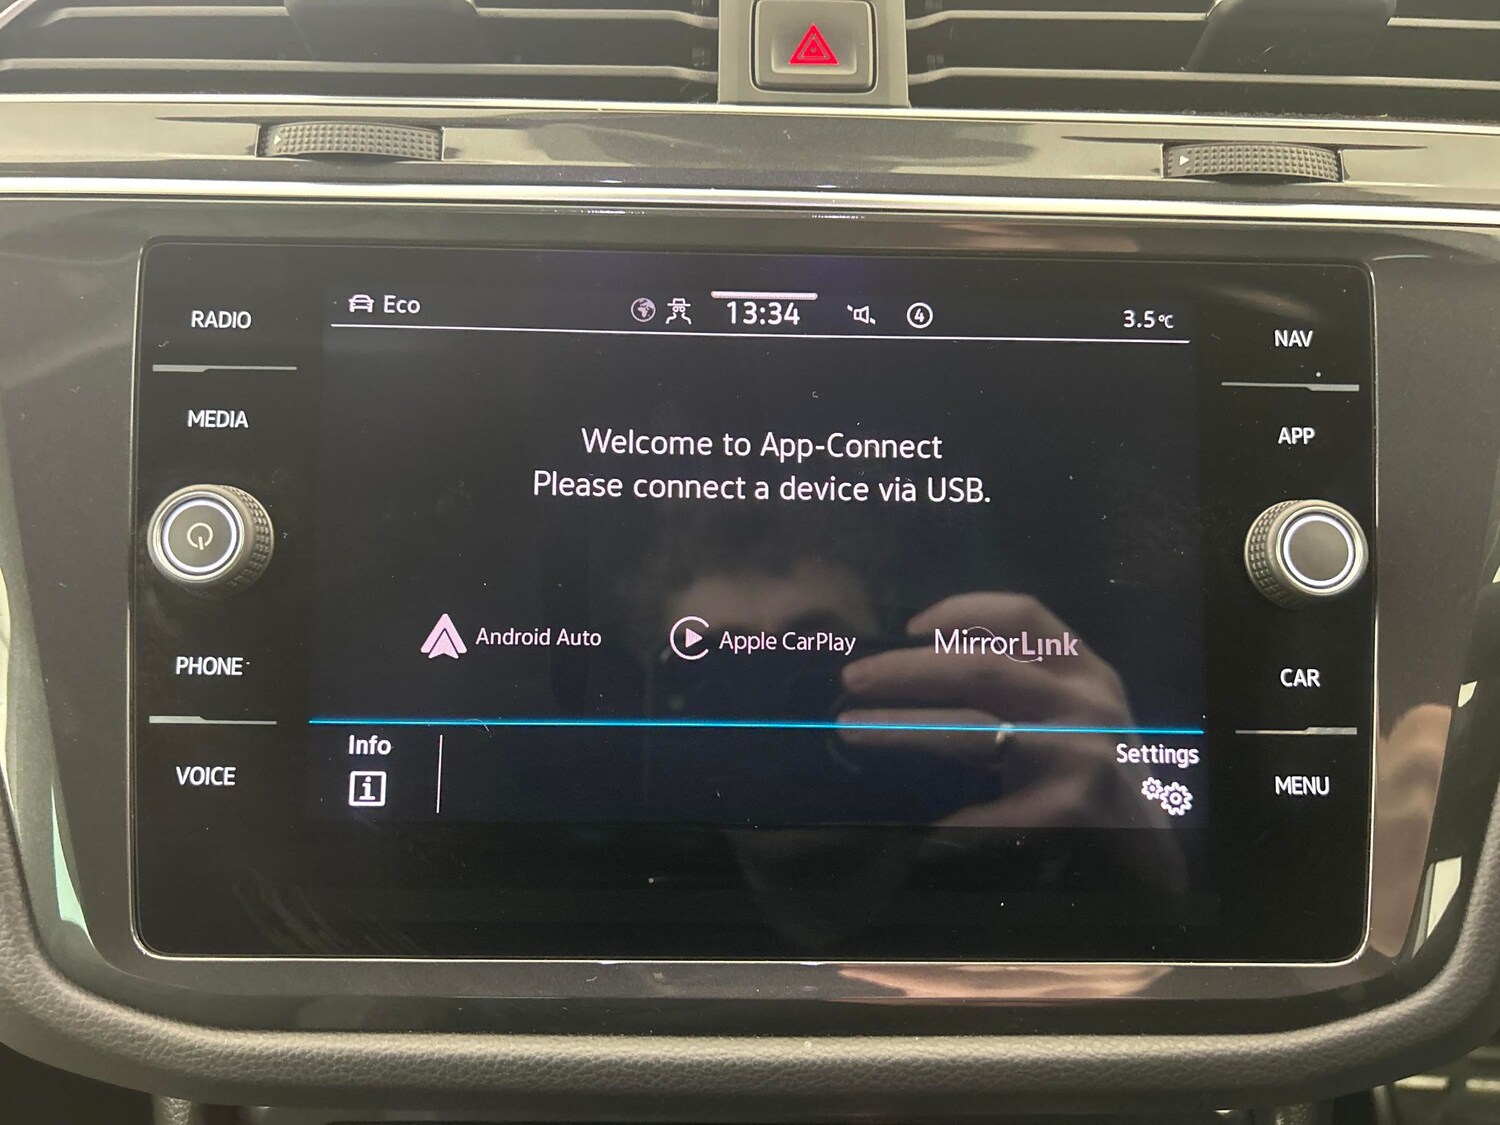 RADIO
MEDIA
PHONE
VOICE
Eco
13:34
4
3.5°C
Welcome to App-Connect
Please connect a device via USB.
Android Auto
Apple CarPlay
MirrorLink
Info
i
Settings
NAV
APP
CAR
MENU